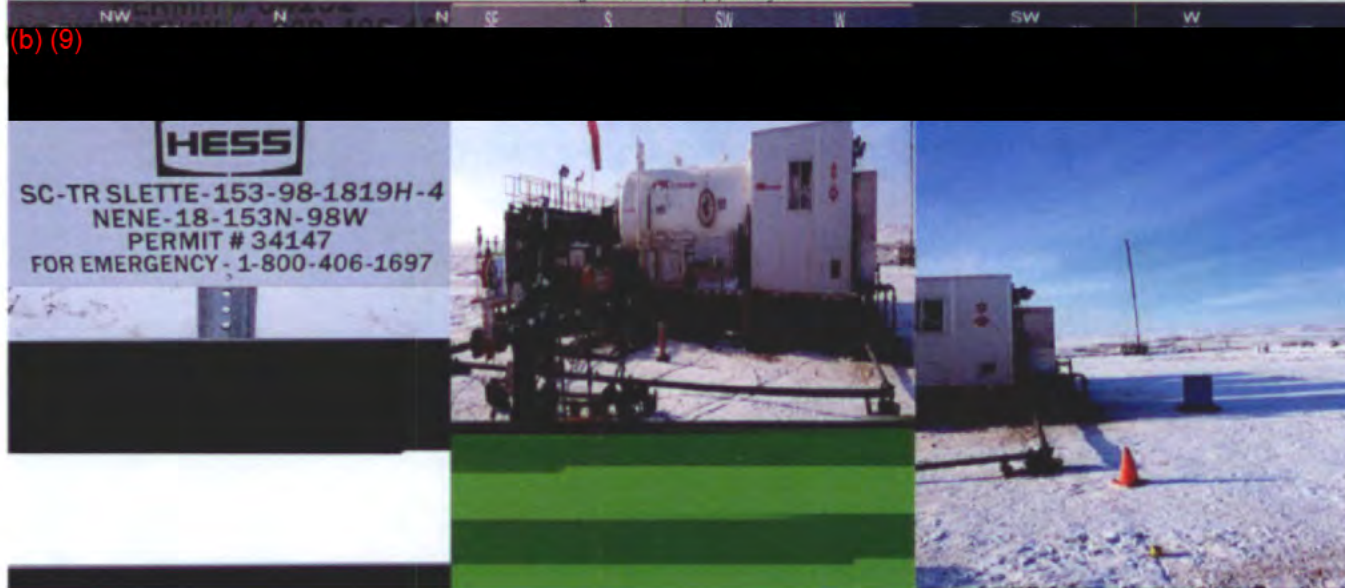 NW N N SE S SW W SW W
(b) (9)
HESS
SC-TR SLETTE-153-98-1819H-4
NENE-18-153N-98W
PERMIT # 34147
FOR EMERGENCY - 1-800-406-1697